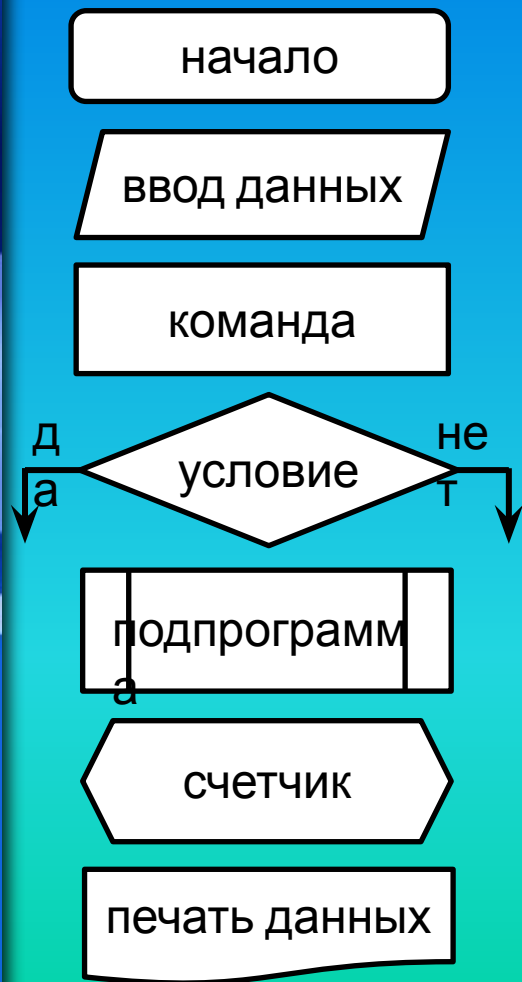 начало
ввод данных
команда
д
а
условие
не
т
подпрограмм
а
счетчик
печать данных